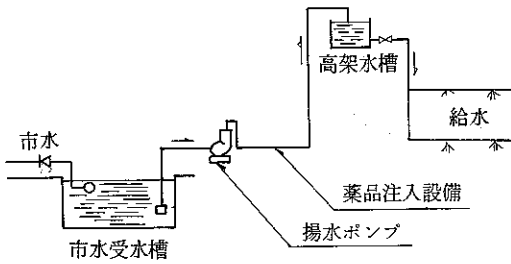 高架水槽
給水
市水
薬品注入設備
揚水ポンプ
市水受水槽